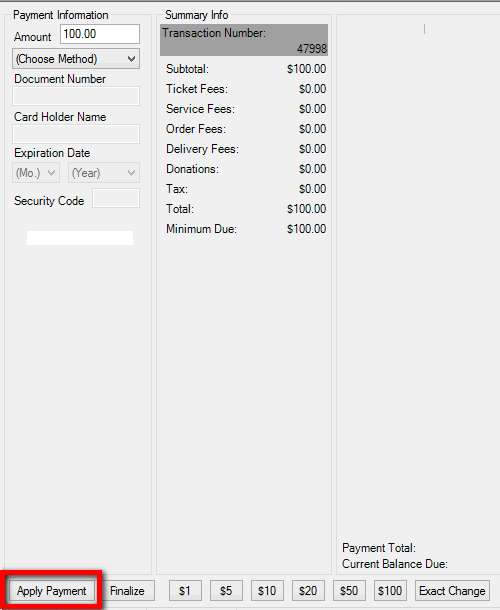 Payment Information
Amount 100.00
(Choose Method)
Document Number
Card Holder Name
Expiration Date
(Mo.) (Year)
Security Code
Summary Info
Transaction Number:
47998
Subtotal: $100.00
Ticket Fees: $0.00
Service Fees: $0.00
Order Fees: $0.00
Delivery Fees: $0.00
Donations: $0.00
Tax: $0.00
Total: $100.00
Minimum Due: $100.00
Payment Total:
Current Balance Due:
Apply Payment Finalize $1 $5 $10 $20 $50 $100 Exact Change